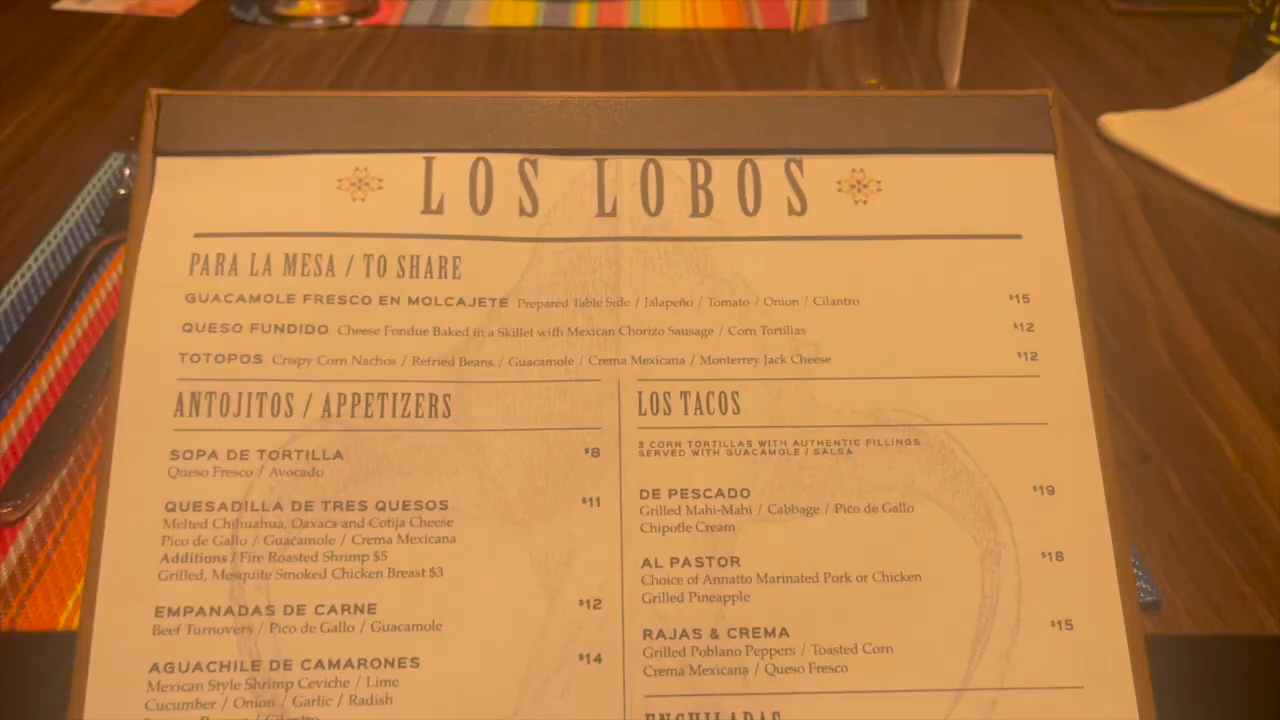 LOS LOBOS
PARA LA MESA / TO SHARE
GUACAMOLE FRESCO EN MOLCAJETE Prepared Table Side / Jalapeño / Tomato / Onion / Cilantro $15
QUESO FUNDIDO Cheese Fondue Baked in a Skillet with Mexican Chorizo Sausage / Corn Tortillas $12
TOTOPOS Crispy Corn Nachos / Refried Beans / Guacamole / Crema Mexicana / Monterrey Jack Cheese $12
ANTOJITOS / APPETIZERS
SOPA DE TORTILLA $8
Queso Fresco / Avocado
QUESADILLA DE TRES QUESOS $11
Melted Chihuahua, Oaxaca and Cotija Cheese
Pico de Gallo / Guacamole / Crema Mexicana
Additions / Fire Roasted Shrimp $5
Grilled, Mesquite Smoked Chicken Breast $3
EMPANADAS DE CARNE $12
Beef Turnovers / Pico de Gallo / Guacamole
AGUACHILE DE CAMARONES $14
Mexican Style Shrimp Ceviche / Lime
Cucumber / Onion / Garlic / Radish
LOS TACOS
3 CORN TORTILLAS WITH AUTHENTIC FILLINGS
SERVED WITH GUACAMOLE / SALSA
DE PESCADO $19
Grilled Mahi-Mahi / Cabbage / Pico de Gallo
Chipotle Cream
AL PASTOR $18
Choice of Annatto Marinated Pork or Chicken
Grilled Pineapple
RAJAS & CREMA $15
Grilled Poblano Peppers / Toasted Corn
Crema Mexicana / Queso Fresco
ENCHILADAS